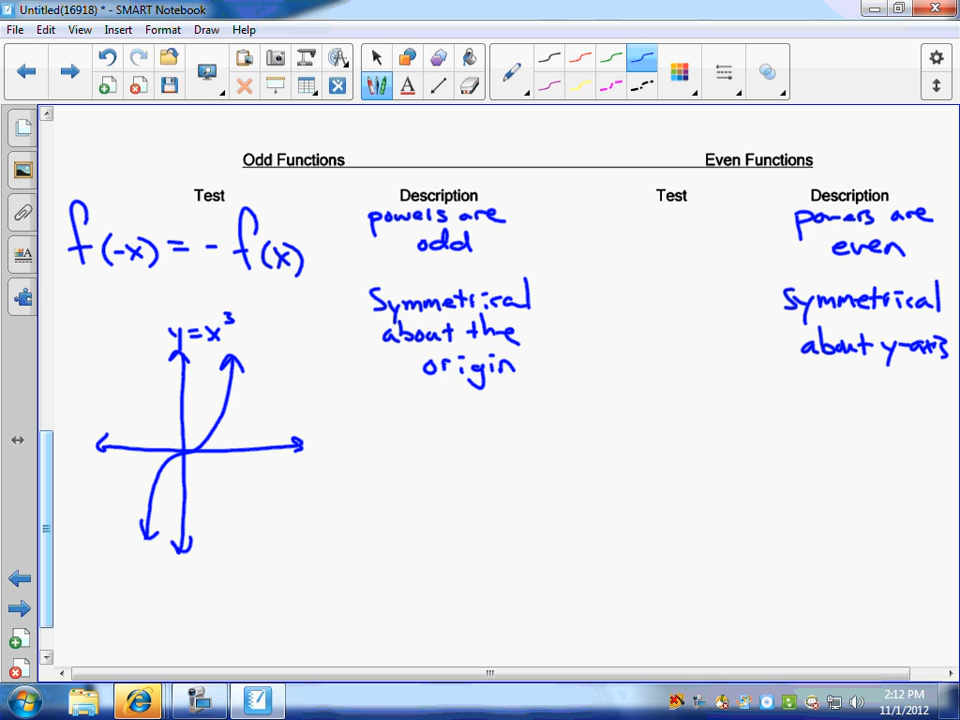 Untitled(16918) * - SMART Notebook
File Edit View Insert Format Draw Help
Odd Functions Even Functions
Test Description Test Description
f(-x) = - f(x)
powers are
odd
Symmetrical
about the
origin
y=x³
powers are
even
Symmetrical
about y-axis
2:12 PM
11/1/2012